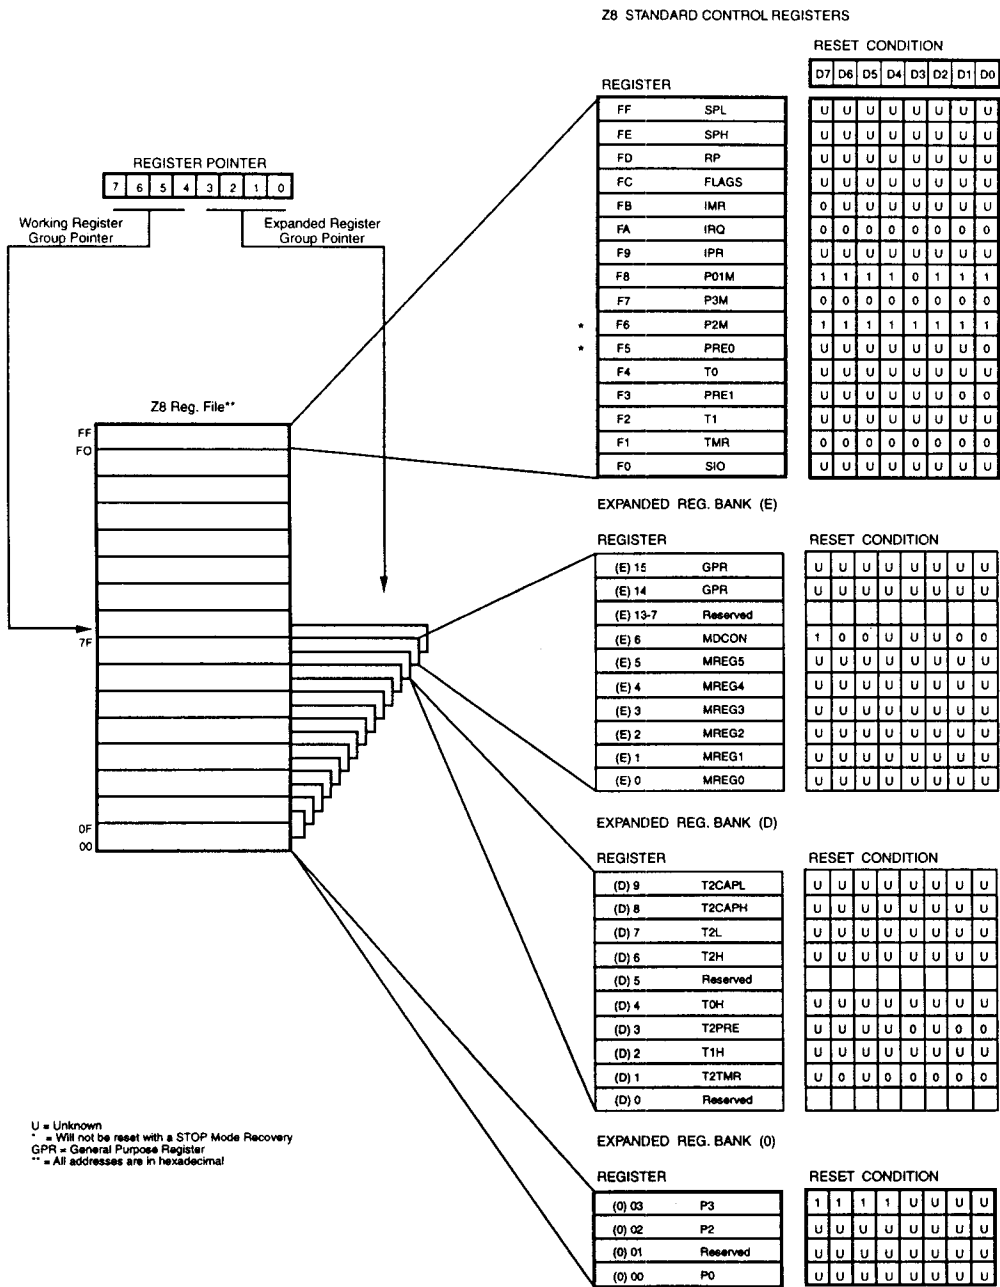 Z8 STANDARD CONTROL REGISTERS
RESET CONDITION
D7 D6 D5 D4 D3 D2 D1 D0
REGISTER
FF SPL U U U U U U U U
FE SPH U U U U U U U U
FD RP U U U U U U U U
FC FLAGS U U U U U U U U
FB IMR 0 U U U U U U U
FA IRQ 0 0 0 0 0 0 0 0
F9 IPR U U U U U U U U
F8 P01M 1 1 1 1 0 1 1 1
F7 P3M 0 0 0 0 0 0 0 0
* F6 P2M 1 1 1 1 1 1 1 1
* F5 PRE0 U U U U U U U 0
F4 T0 U U U U U U U U
F3 PRE1 U U U U U U 0 0
F2 T1 U U U U U U U U
F1 TMR 0 0 0 0 0 0 0 0
F0 SIO U U U U U U U U
REGISTER POINTER
7 6 5 4 3 2 1 0
Working Register
Group Pointer
Expanded Register
Group Pointer
Z8 Reg. File**
FF
FO
7F
0F
00
EXPANDED REG. BANK (E)
REGISTER RESET CONDITION
(E) 15 GPR U U U U U U U U
(E) 14 GPR U U U U U U U U
(E) 13-7 Reserved
(E) 6 MDCON 1 0 0 U U U 0 0
(E) 5 MREG5 U U U U U U U U
(E) 4 MREG4 U U U U U U U U
(E) 3 MREG3 U U U U U U U U
(E) 2 MREG2 U U U U U U U U
(E) 1 MREG1 U U U U U U U U
(E) 0 MREG0 U U U U U U U U
EXPANDED REG. BANK (D)
REGISTER RESET CONDITION
(D) 9 T2CAPL U U U U U U U U
(D) 8 T2CAPH U U U U U U U U
(D) 7 T2L U U U U U U U U
(D) 6 T2H U U U U U U U U
(D) 5 Reserved
(D) 4 T0H U U U U U U U U
(D) 3 T2PRE U U U U 0 U 0 0
(D) 2 T1H U U U U U U U U
(D) 1 T2TMR U 0 U 0 0 0 0 0
(D) 0 Reserved
EXPANDED REG. BANK (0)
REGISTER RESET CONDITION
(0) 03 P3 1 1 1 1 U U U U
(0) 02 P2 U U U U U U U U
(0) 01 Reserved U U U U U U U U
(0) 00 P0 U U U U U U U U
U = Unknown
* = Will not be reset with a STOP Mode Recovery
GPR = General Purpose Register
** = All addresses are in hexadecimal